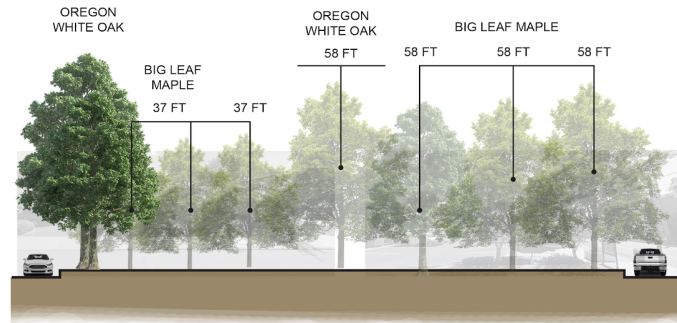 OREGON
WHITE OAK
BIG LEAF
MAPLE
37 FT
37 FT
OREGON
WHITE OAK
58 FT
BIG LEAF MAPLE
58 FT
58 FT
58 FT